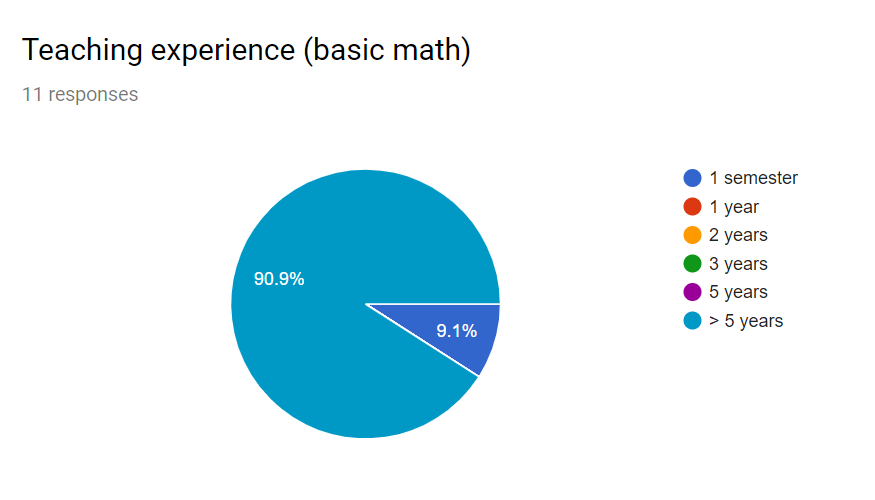 Teaching experience (basic math)
11 responses
90.9%
9.1%
1 semester
1 year
2 years
3 years
5 years
> 5 years